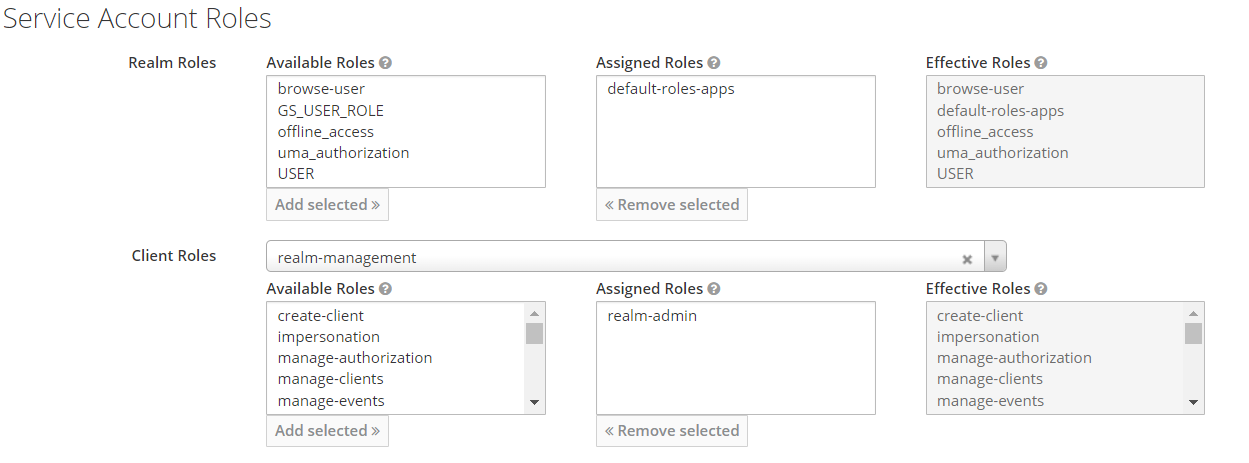 Service Account Roles
Realm Roles Available Roles Assigned Roles Effective Roles
browse-user default-roles-apps browse-user
GS_USER_ROLE default-roles-apps
offline_access offline_access
uma_authorization uma_authorization
USER USER
Add selected » « Remove selected
Client Roles realm-management
Available Roles Assigned Roles Effective Roles
create-client realm-admin create-client
impersonation impersonation
manage-authorization manage-authorization
manage-clients manage-clients
manage-events manage-events
Add selected » « Remove selected